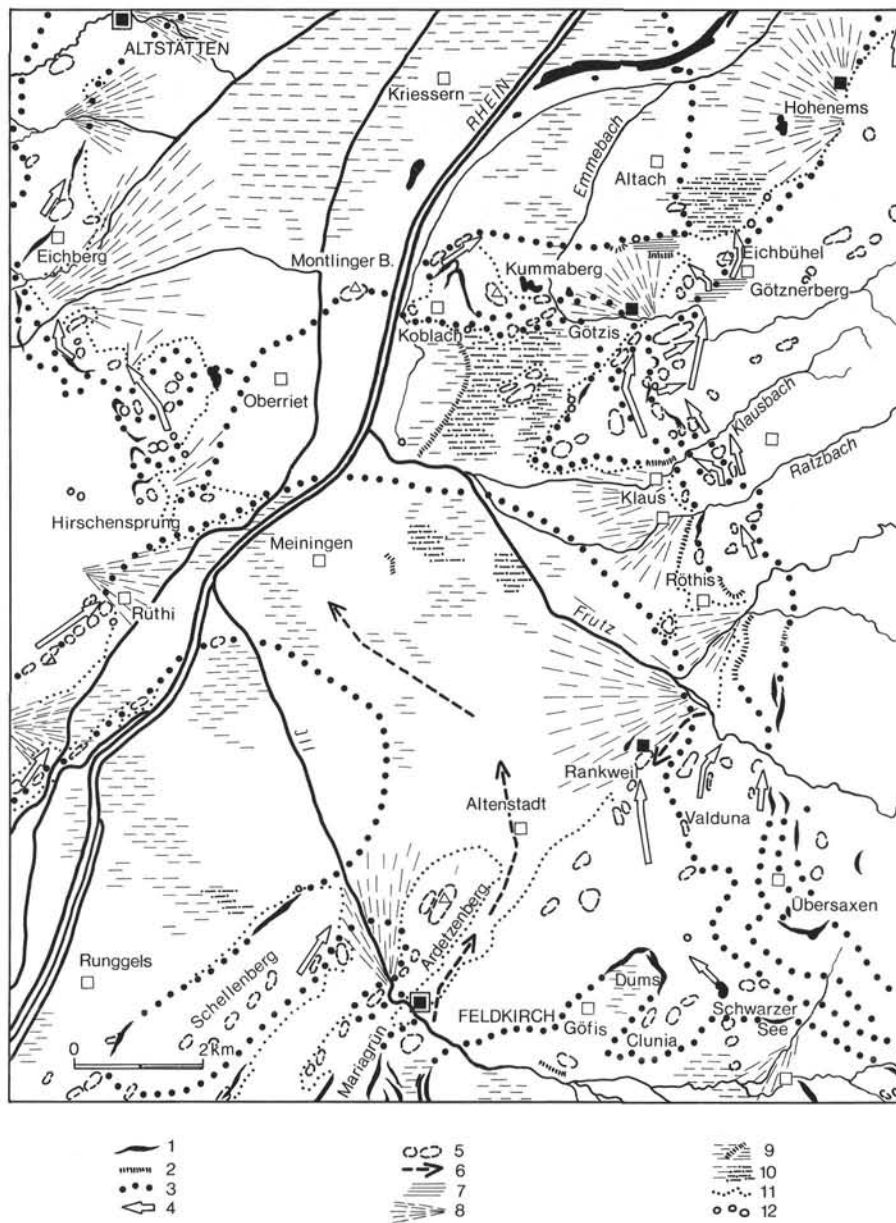 ALTSTÄTTEN
Kriessern
RHEIN
Hohenems
Emmebach
Altach
Eichberg
Montlinger B.
Kummaberg
Eichbühel
Götznerberg
Koblach
Götzis
Oberriet
Klausbach
Ratzbach
Hirschensprung
Klaus
Meiningen
Röthis
Rüthi
Frutz
Ill
Rankweil
Altenstadt
Valduna
Übersaxen
Ardetzenberg
Runggels
Schellenberg
Dums
FELDKIRCH
Göfis
Schwarzer
See
Clunia
Mariagrün
0 2 km
1 5 9
2 6 10
3 7 11
4 8 12